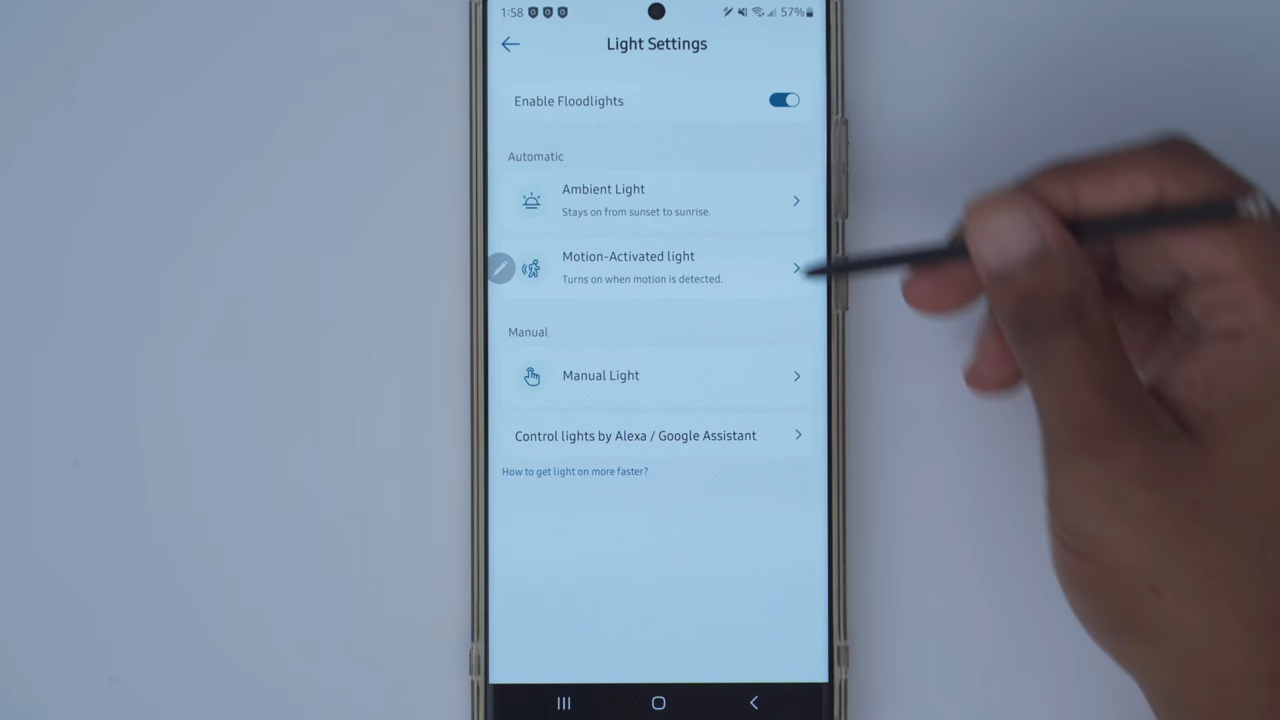 1:58 57%
Light Settings
Enable Floodlights
Automatic
Ambient Light
Stays on from sunset to sunrise.
Motion-Activated light
Turns on when motion is detected.
Manual
Manual Light
Control lights by Alexa / Google Assistant
How to get light on more faster?